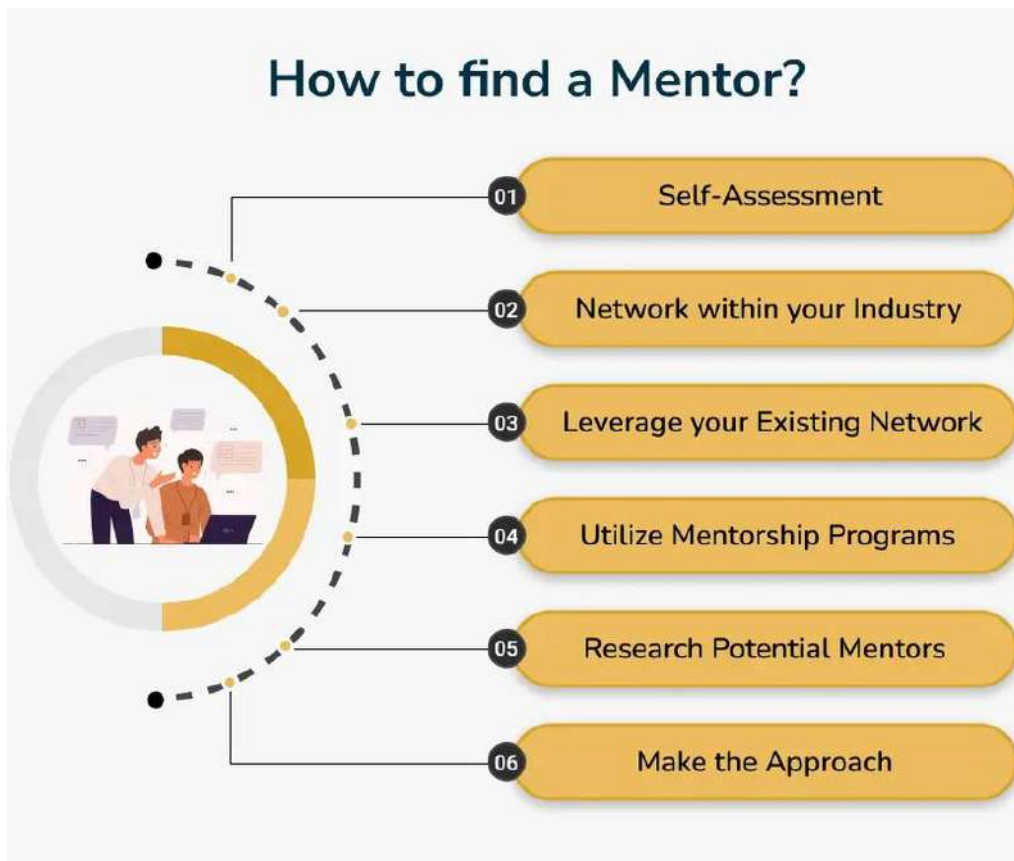 How to find a Mentor?
01 Self-Assessment
02 Network within your Industry
03 Leverage your Existing Network
04 Utilize Mentorship Programs
05 Research Potential Mentors
06 Make the Approach